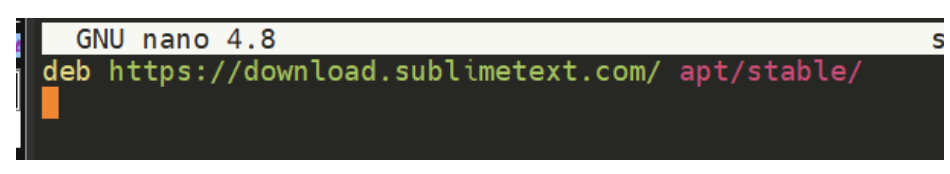 GNU nano 4.8 s
deb https://download.sublimetext.com/ apt/stable/